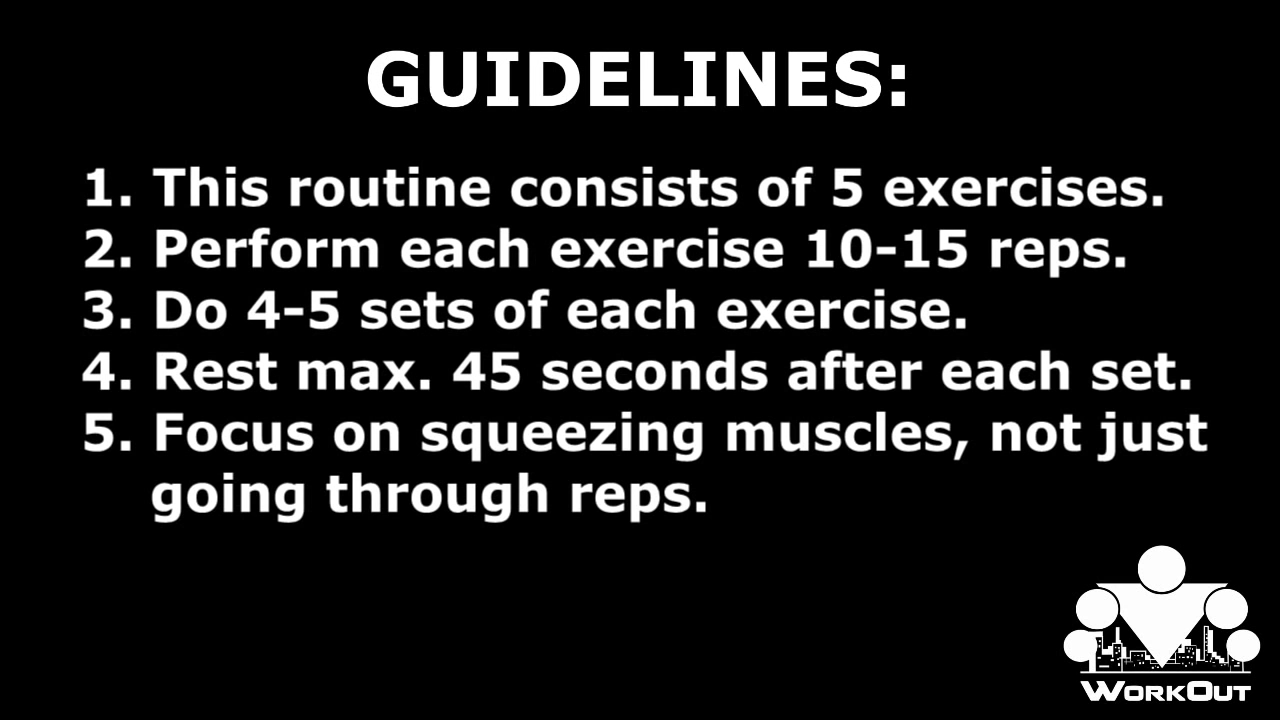 GUIDELINES:
1. This routine consists of 5 exercises.
2. Perform each exercise 10-15 reps.
3. Do 4-5 sets of each exercise.
4. Rest max. 45 seconds after each set.
5. Focus on squeezing muscles, not just
going through reps.
WORKOUT